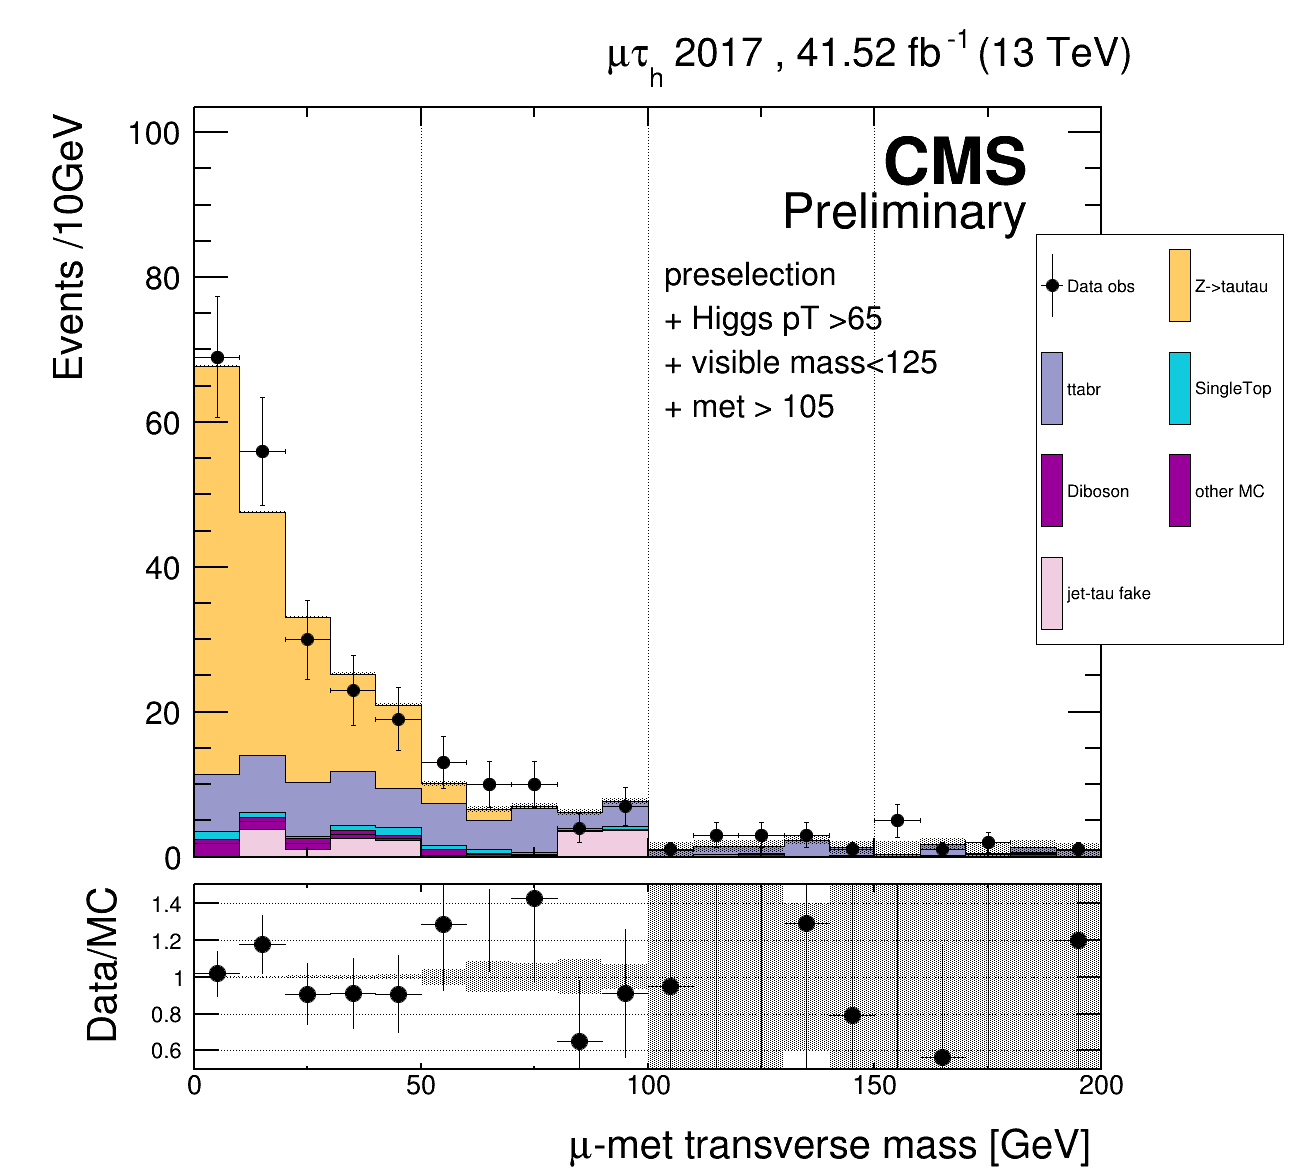 μτh 2017 , 41.52 fb-1 (13 TeV)
Events /10GeV
100
80
60
40
20
0
CMS
Preliminary
preselection
+ Higgs pT >65
+ visible mass<125
+ met > 105
Data obs
Z->tautau
ttabr
SingleTop
Diboson
other MC
jet-tau fake
Data/MC
1.4
1.2
1
0.8
0.6
0 50 100 150 200
μ-met transverse mass [GeV]